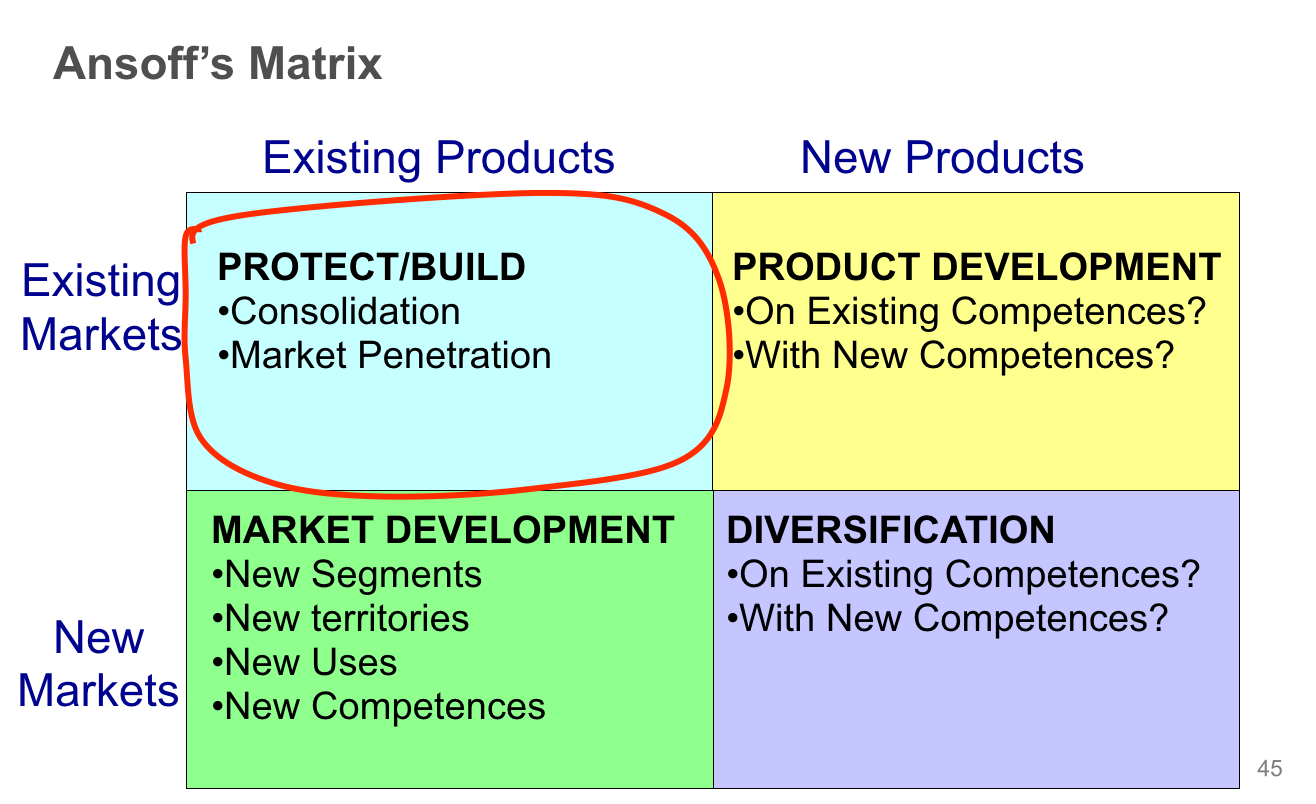 Ansoff’s Matrix
Existing Products
New Products
Existing
Markets
PROTECT/BUILD
•Consolidation
•Market Penetration
PRODUCT DEVELOPMENT
•On Existing Competences?
•With New Competences?
New
Markets
MARKET DEVELOPMENT
•New Segments
•New territories
•New Uses
•New Competences
DIVERSIFICATION
•On Existing Competences?
•With New Competences?
45